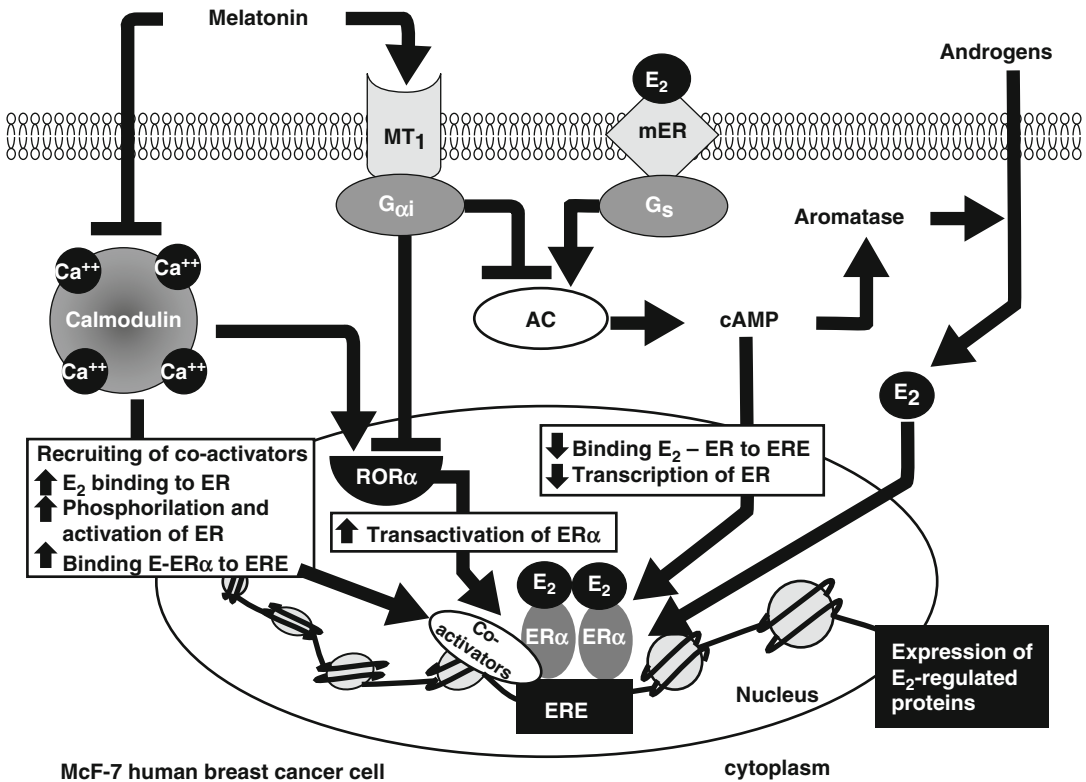 Melatonin
Androgens
E2
mER
MT1
Gαi
Gs
Aromatase
Ca++
Ca++
Calmodulin
Ca++
Ca++
AC
cAMP
E2
Recruiting of co-activators
E2 binding to ER
Phosphorilation and
activation of ER
Binding E-ERα to ERE
RORα
Binding E2 – ER to ERE
Transcription of ER
Transactivation of ERα
E2
E2
Co-
activators
ERα
ERα
ERE
Nucleus
Expression of
E2-regulated
proteins
McF-7 human breast cancer cell
cytoplasm